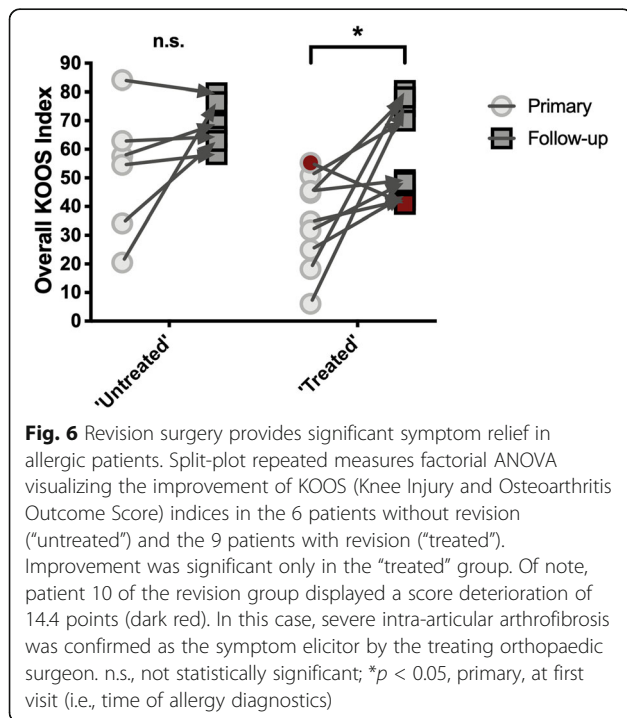 n.s.
*
90
80
70
60
50
40
30
20
10
0
Overall KOOS Index
Primary
Follow-up
'Untreated'
'Treated'
Fig. 6 Revision surgery provides significant symptom relief in
allergic patients. Split-plot repeated measures factorial ANOVA
visualizing the improvement of KOOS (Knee Injury and Osteoarthritis
Outcome Score) indices in the 6 patients without revision
(“untreated”) and the 9 patients with revision (“treated”).
Improvement was significant only in the “treated” group. Of note,
patient 10 of the revision group displayed a score deterioration of
14.4 points (dark red). In this case, severe intra-articular arthrofibrosis
was confirmed as the symptom elicitor by the treating orthopaedic
surgeon. n.s., not statistically significant; *p < 0.05, primary, at first
visit (i.e., time of allergy diagnostics)